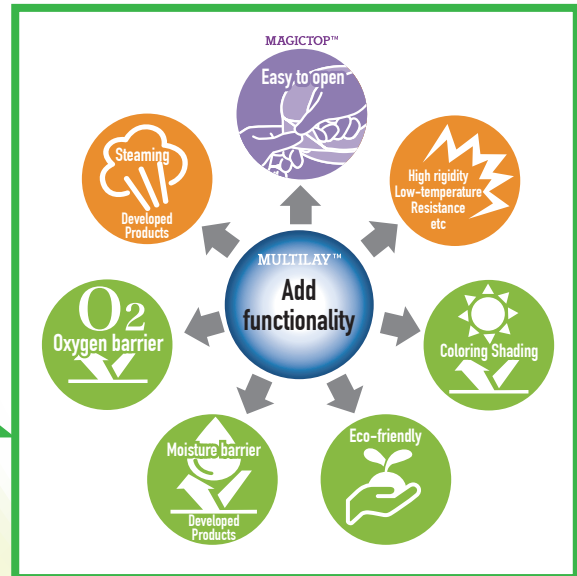 MAGICTOP™
Easy to open
Steaming
Developed
Products
High rigidity
Low-temperature
Resistance
etc
MULTILAY™
Add
functionality
O2
Oxygen barrier
Coloring Shading
Moisture barrier
Developed
Products
Eco-friendly